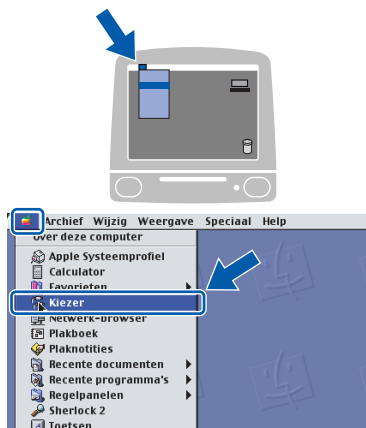 Archief Wijzig Weergave Speciaal Help
Over deze computer
Apple Systeemprofiel
Calculator
Favorieten
Kiezer
Netwerk-browser
Plakboek
Plaknotities
Recente documenten
Recente programma's
Regelpanelen
Sherlock 2
Toetsen